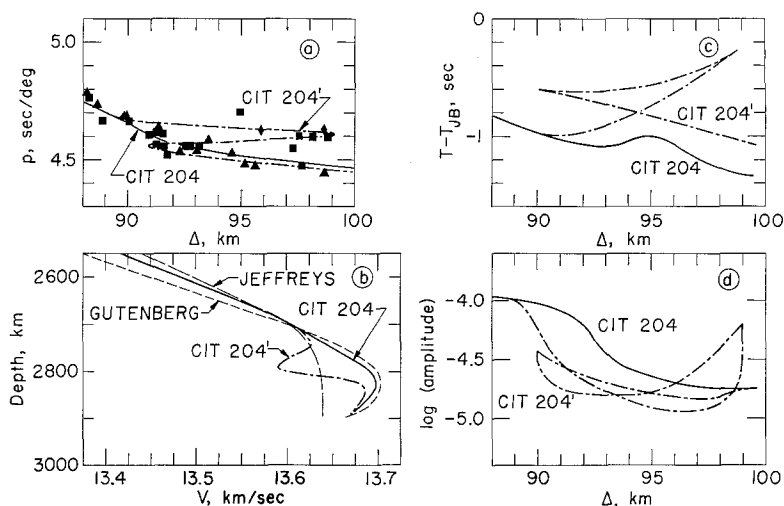 5.0
a
CIT 204'
p, sec/deg
4.5
CIT 204
90
95
100
Δ, km
0
c
T-T_JB, sec
CIT 204'
-1
CIT 204
90
95
100
Δ, km
2600
b
JEFFREYS
GUTENBERG
CIT 204
Depth, km
CIT 204'
2800
3000
13.4
13.5
13.6
13.7
V, km/sec
d
-4.0
CIT 204
log (amplitude)
-4.5
CIT 204'
-5.0
90
95
100
Δ, km